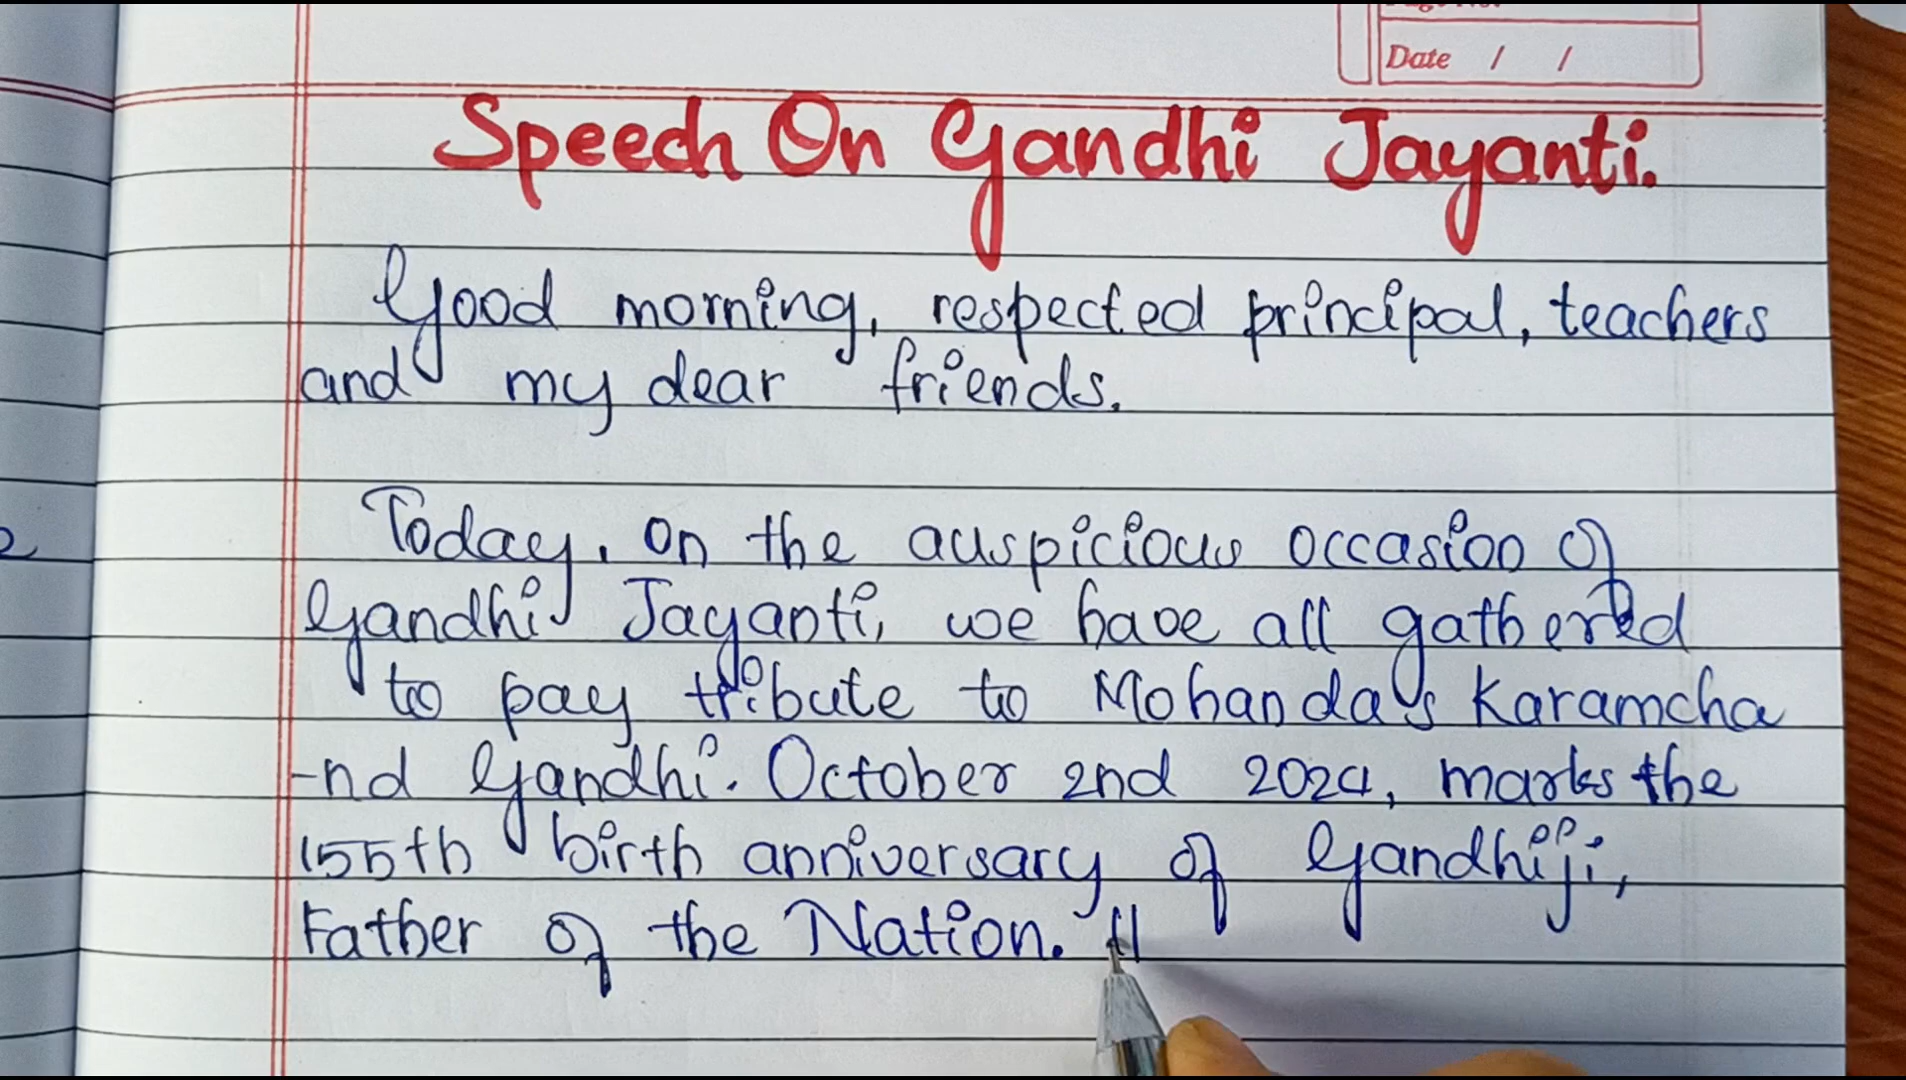 Date / /
Speech On Gandhi Jayanti.
Good morning, respected principal, teachers
and my dear friends.
Today, on the auspicious occasion of
Gandhi Jayanti, we have all gathered
to pay tribute to Mohandas Karamcha
-nd Gandhi. October 2nd 2024, marks the
155th birth anniversary of Gandhiji,
Father of the Nation.